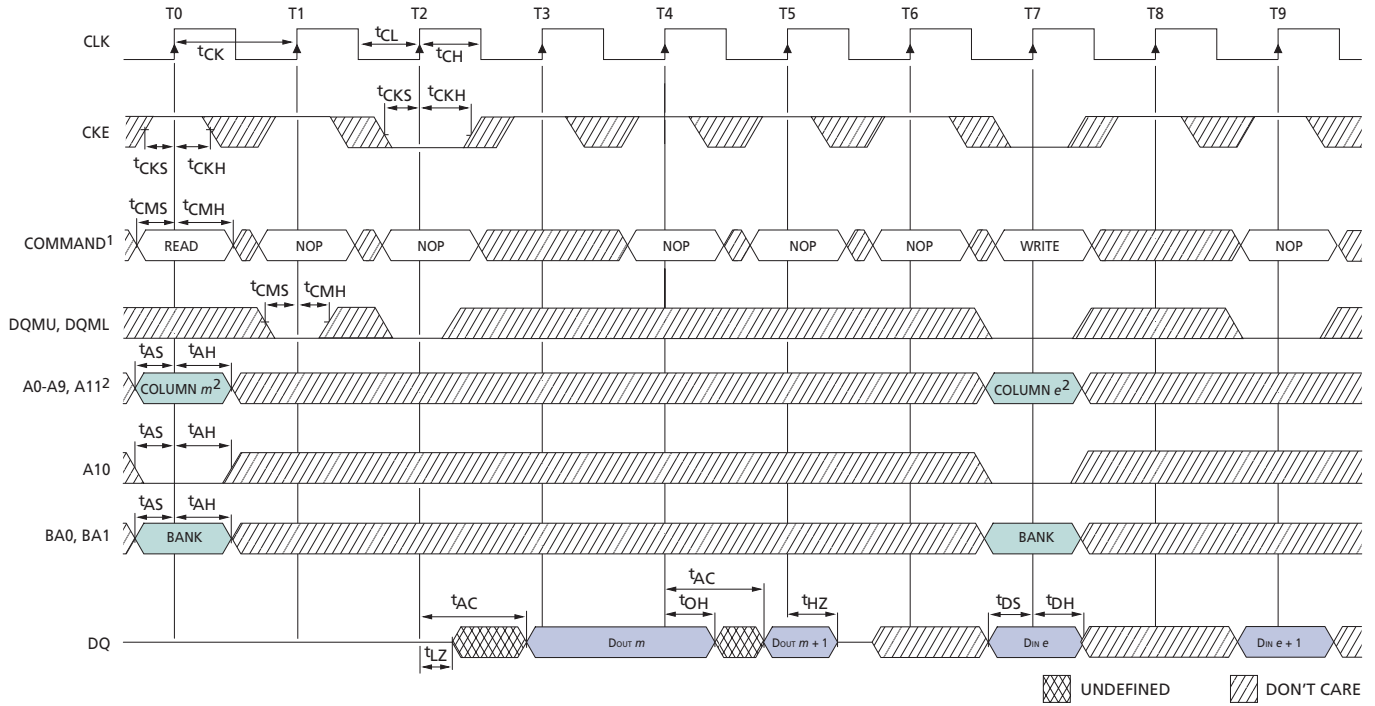 T0 T1 T2 T3 T4 T5 T6 T7 T8 T9
CLK
tCK tCL tCH
tCKS tCKH
CKE
tCKS tCKH
tCMS tCMH
COMMAND1 READ NOP NOP NOP NOP NOP WRITE NOP
tCMS tCMH
DQMU, DQML
tAS tAH
A0-A9, A112 COLUMN m2 COLUMN e2
tAS tAH
A10
tAS tAH
BA0, BA1 BANK BANK
tAC tAC tOH tHZ tDS tDH
DQ DOUT m DOUT m + 1 DIN e DIN e + 1
tLZ
UNDEFINED DON'T CARE